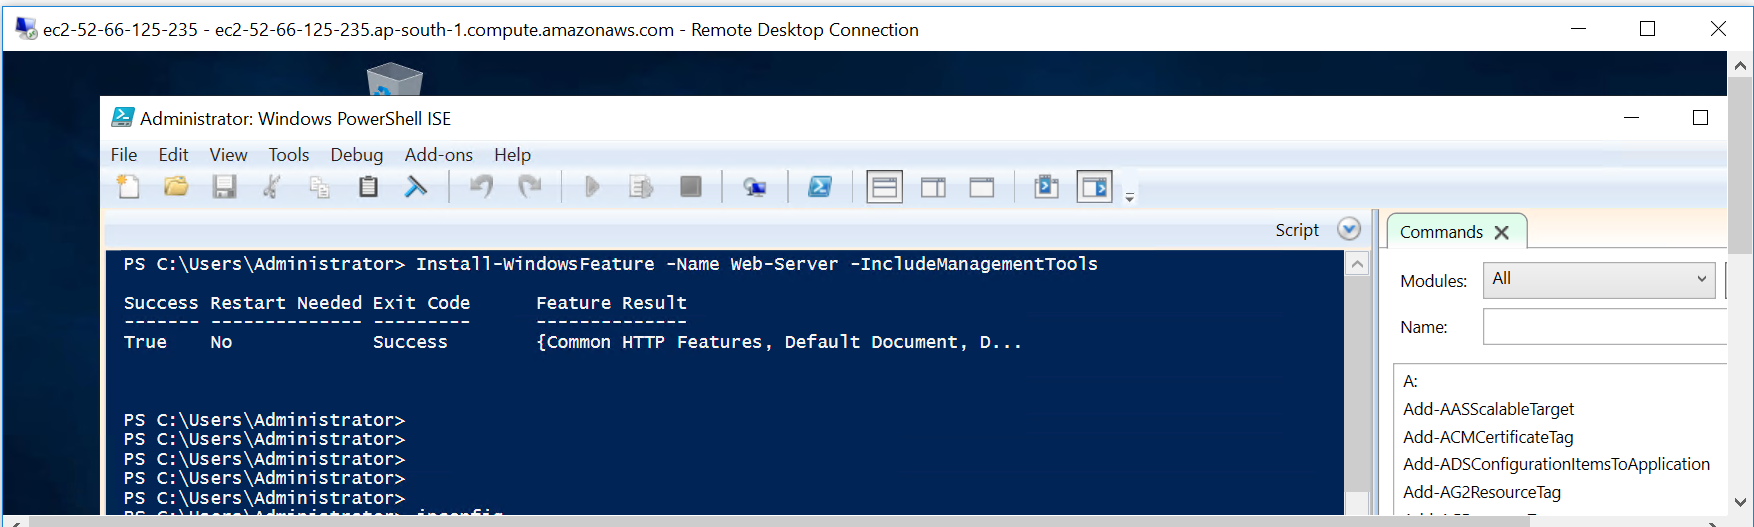 ec2-52-66-125-235 - ec2-52-66-125-235.ap-south-1.compute.amazonaws.com - Remote Desktop Connection
Administrator: Windows PowerShell ISE
File Edit View Tools Debug Add-ons Help
Script
Commands
PS C:\Users\Administrator> Install-WindowsFeature -Name Web-Server -IncludeManagementTools
Success Restart Needed Exit Code      Feature Result
------- -------------- ---------      --------------
True    No             Success        {Common HTTP Features, Default Document, D...
PS C:\Users\Administrator>
PS C:\Users\Administrator>
PS C:\Users\Administrator>
PS C:\Users\Administrator>
PS C:\Users\Administrator>
PS C:\Users\Administrator> ipconfig
Modules: All
Name:
A:
Add-AASScalableTarget
Add-ACMCertificateTag
Add-ADSConfigurationItemsToApplication
Add-AG2ResourceTag